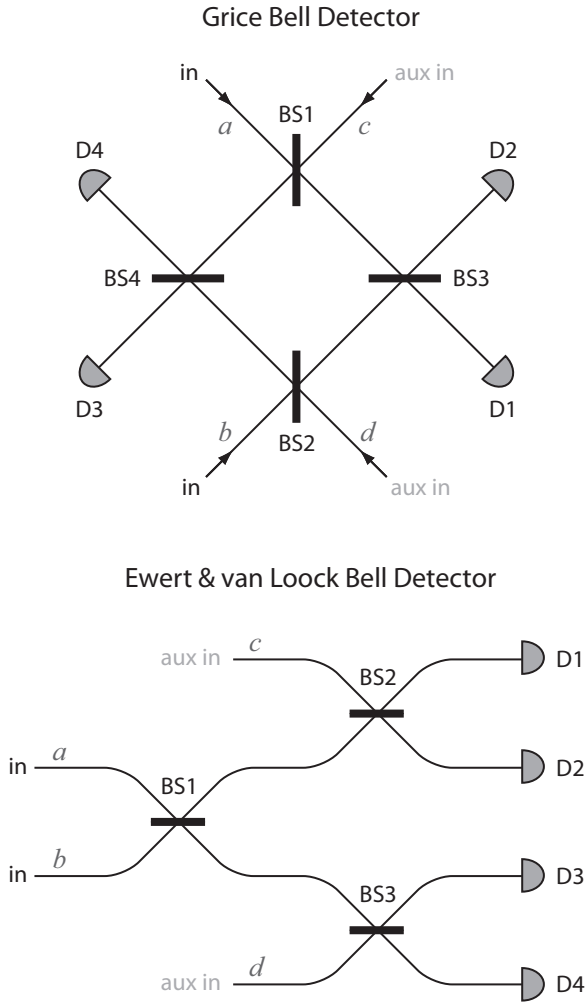 Grice Bell Detector
in
aux in
BS1
a
c
D4
D2
BS4
BS3
D3
D1
b
BS2
d
in
aux in
Ewert & van Loock Bell Detector
aux in
c
D1
BS2
in
a
D2
BS1
in
b
D3
BS3
aux in
d
D4